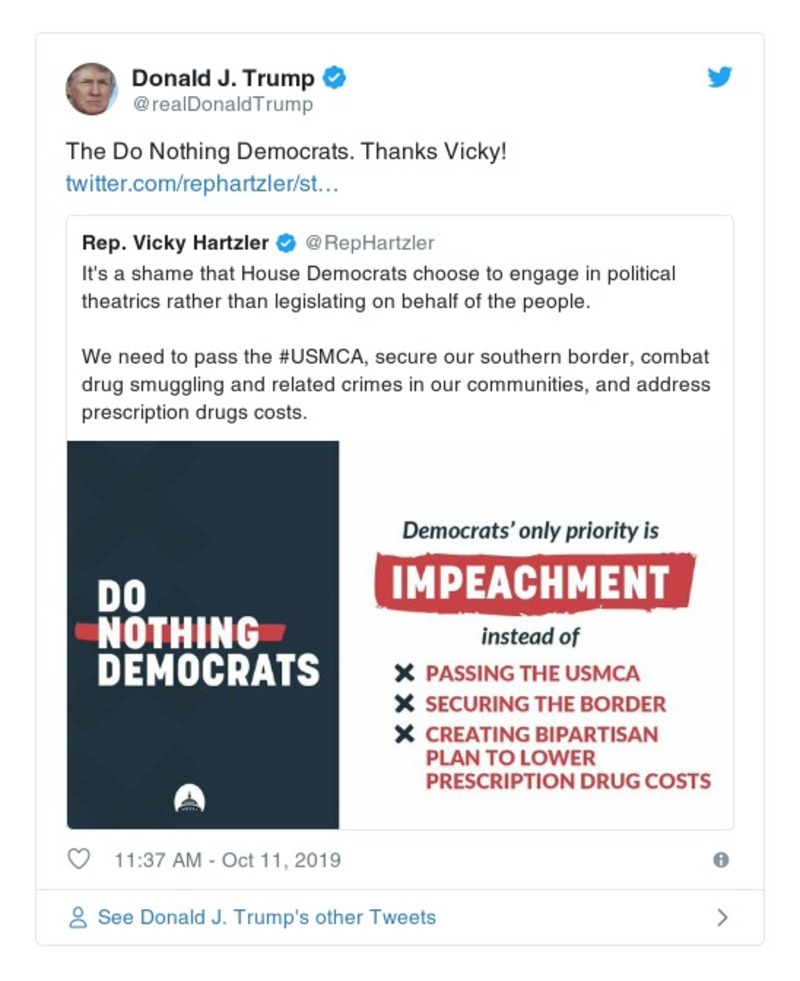 Donald J. Trump
@realDonaldTrump
The Do Nothing Democrats. Thanks Vicky!
twitter.com/rephartzler/st…
Rep. Vicky Hartzler @RepHartzler
It's a shame that House Democrats choose to engage in political
theatrics rather than legislating on behalf of the people.
We need to pass the #USMCA, secure our southern border, combat
drug smuggling and related crimes in our communities, and address
prescription drugs costs.
DO
NOTHING
DEMOCRATS
Democrats' only priority is
IMPEACHMENT
instead of
PASSING THE USMCA
SECURING THE BORDER
CREATING BIPARTISAN
PLAN TO LOWER
PRESCRIPTION DRUG COSTS
11:37 AM - Oct 11, 2019
See Donald J. Trump's other Tweets